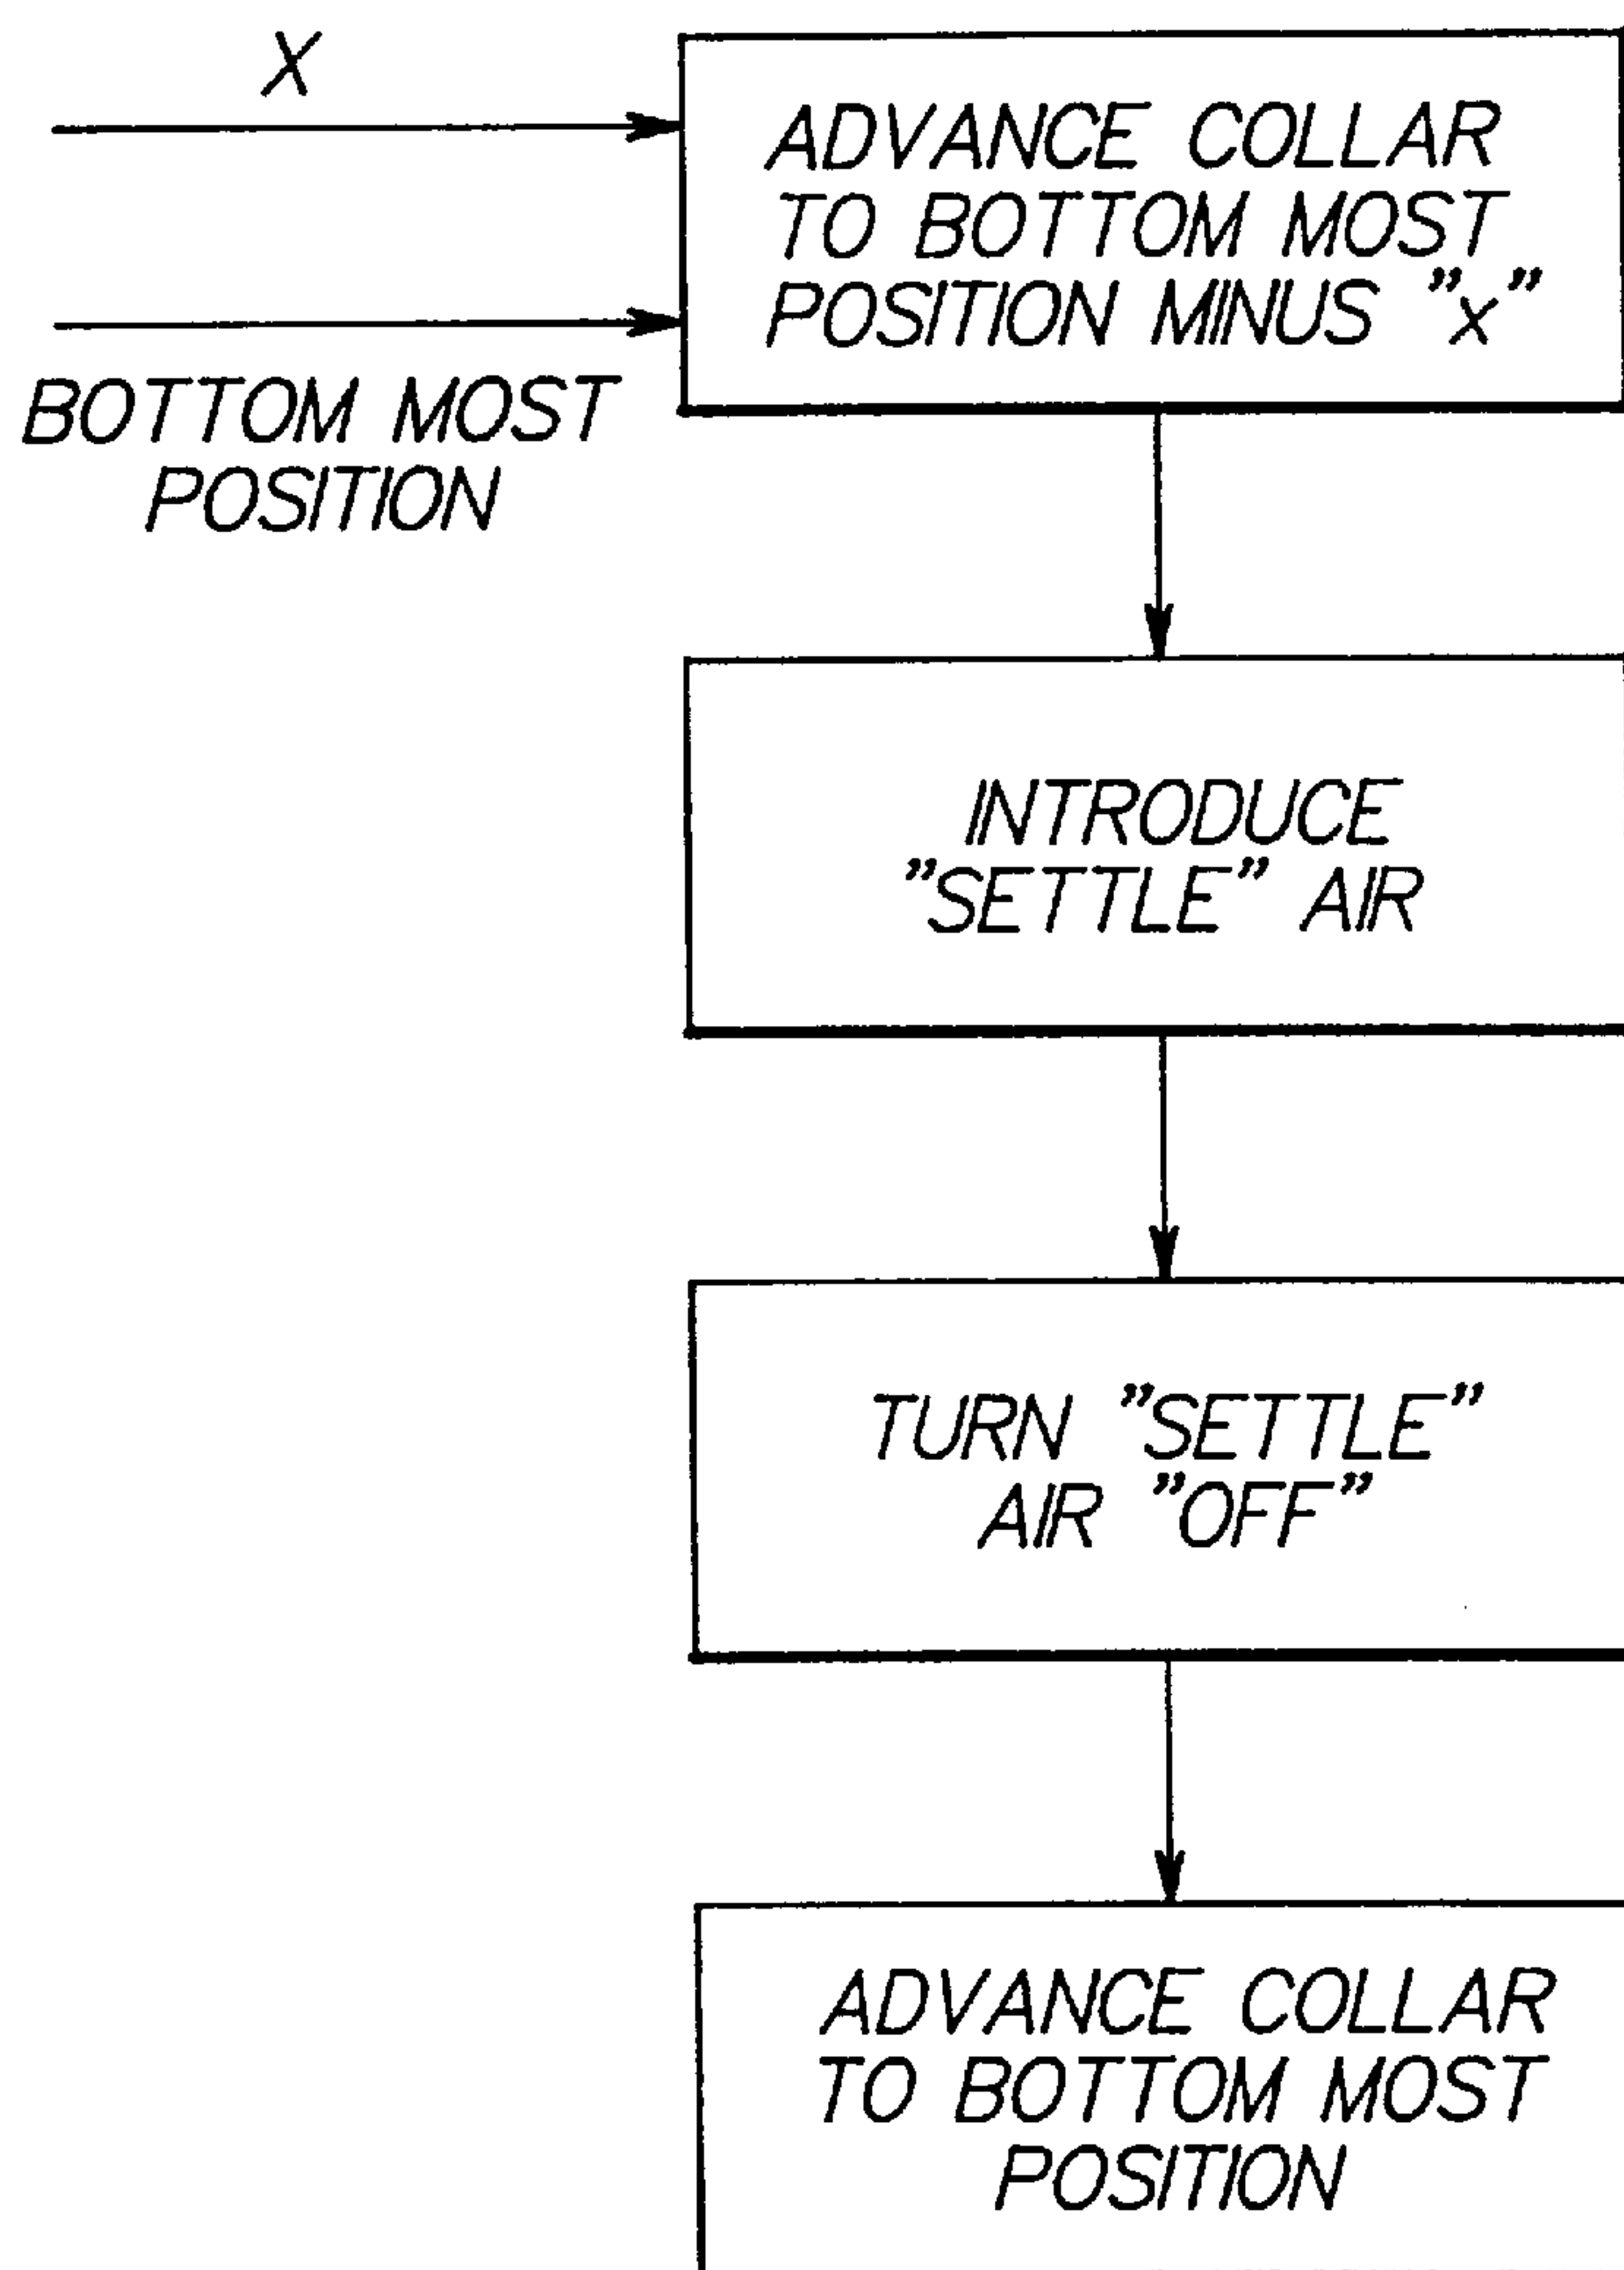 X
ADVANCE COLLAR
TO BOTTOM MOST
POSITION MINUS "x"
BOTTOM MOST
POSITION
INTRODUCE
"SETTLE" AIR
TURN "SETTLE"
AIR "OFF"
ADVANCE COLLAR
TO BOTTOM MOST
POSITION